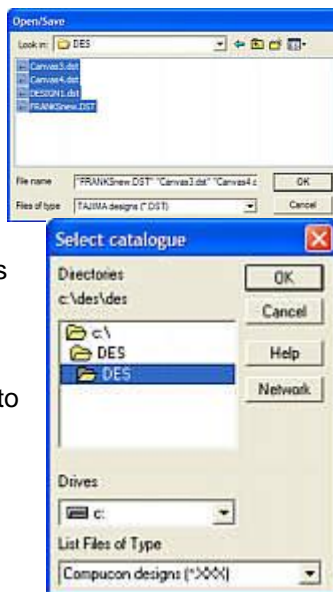 Open/Save
Look in: DES
Canvas3.dst
Canvas4.dst
DESIGN1.dst
FRANKSnew.DST
File name "FRANKSnew.DST" "Canvas3.dst" "Canvas4.c OK
Files of type TAJIMA designs (*.DST) Cancel
s
to
Select catalogue
Directories
c:\des\des
c:\
DES
DES
OK
Cancel
Help
Network
Drives
c:
List Files of Type
Compucon designs (*.XXX)